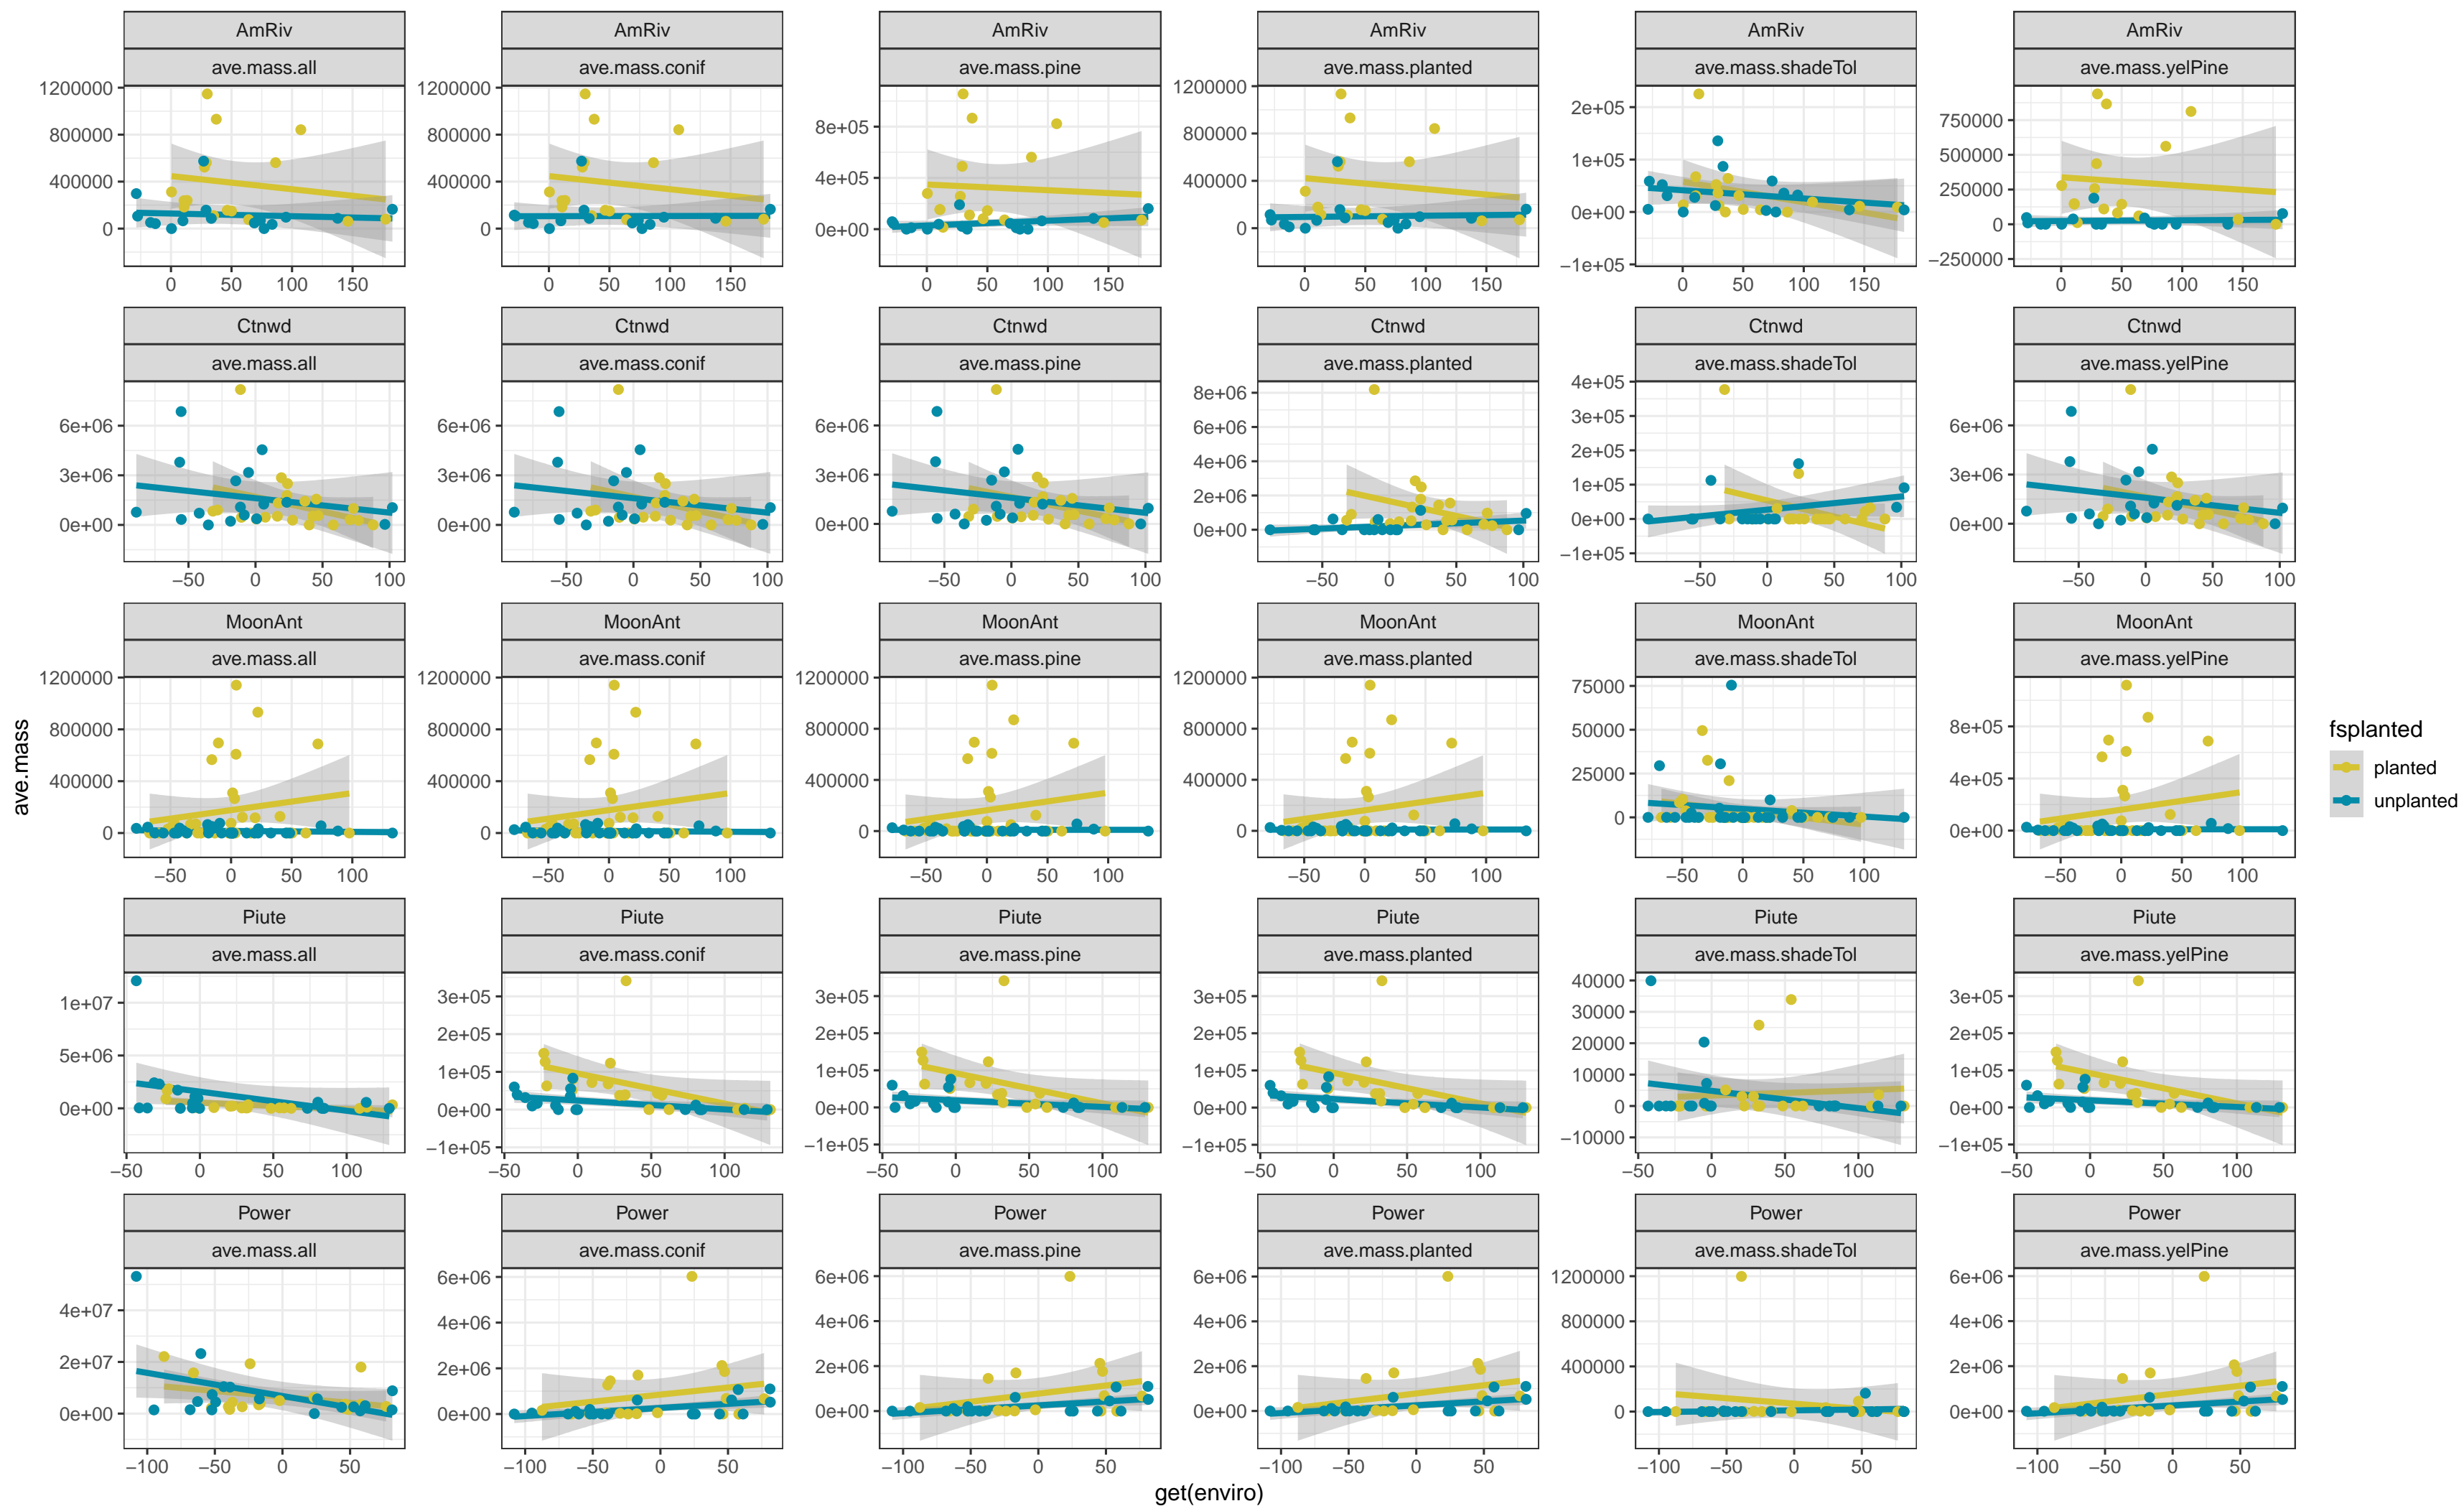 AmRiv AmRiv AmRiv AmRiv AmRiv AmRiv
ave.mass.all ave.mass.conif ave.mass.pine ave.mass.planted ave.mass.shadeTol ave.mass.yelPine
1200000 1200000 1200000
2e+05
8e+05 750000
800000 800000 800000
1e+05 500000
400000 400000 4e+05 400000 250000
0e+00
0 0 0e+00 0 0
−1e+05 −250000
0 50 100 150 0 50 100 150 0 50 100 150 0 50 100 150 0 50 100 150 0 50 100 150
Ctnwd Ctnwd Ctnwd Ctnwd Ctnwd Ctnwd
ave.mass.all ave.mass.conif ave.mass.pine ave.mass.planted ave.mass.shadeTol ave.mass.yelPine
8e+06 4e+05
6e+06 6e+06 6e+06 6e+06 3e+05 6e+06
2e+05
3e+06 3e+06 3e+06 4e+06 1e+05 3e+06
2e+06
0e+00 0e+00 0e+00 0e+00 0e+00 0e+00
−1e+05
−50 0 50 100 −50 0 50 100 −50 0 50 100 −50 0 50 100 −50 0 50 100 −50 0 50 100
MoonAnt MoonAnt MoonAnt MoonAnt MoonAnt MoonAnt
ave.mass.all ave.mass.conif ave.mass.pine ave.mass.planted ave.mass.shadeTol ave.mass.yelPine
1200000 1200000 1200000 1200000 75000
800000 800000 800000 800000 50000 8e+05
400000 400000 400000 400000 25000 4e+05
0 0 0 0 0 0e+00
−50 0 50 100 −50 0 50 100 −50 0 50 100 −50 0 50 100 −50 0 50 100 −50 0 50 100
ave.mass
fsplanted
planted
unplanted
Piute Piute Piute Piute Piute Piute
ave.mass.all ave.mass.conif ave.mass.pine ave.mass.planted ave.mass.shadeTol ave.mass.yelPine
1e+07 3e+05 3e+05 3e+05 40000 3e+05
30000
2e+05 2e+05 2e+05 20000 2e+05
5e+06 1e+05 1e+05 1e+05 10000 1e+05
0e+00 0e+00 0e+00 0e+00 0 0e+00
−1e+05 −1e+05 −1e+05 −10000 −1e+05
−50 0 50 100 −50 0 50 100 −50 0 50 100 −50 0 50 100 −50 0 50 100 −50 0 50 100
Power Power Power Power Power Power
ave.mass.all ave.mass.conif ave.mass.pine ave.mass.planted ave.mass.shadeTol ave.mass.yelPine
6e+06 6e+06 6e+06 1200000 6e+06
4e+07 4e+06 4e+06 4e+06 800000 4e+06
2e+07 2e+06 2e+06 2e+06 400000 2e+06
0e+00 0e+00 0e+00 0e+00 0 0e+00
−100 −50 0 50 −100 −50 0 50 −100 −50 0 50 −100 −50 0 50 −100 −50 0 50 −100 −50 0 50
get(enviro)